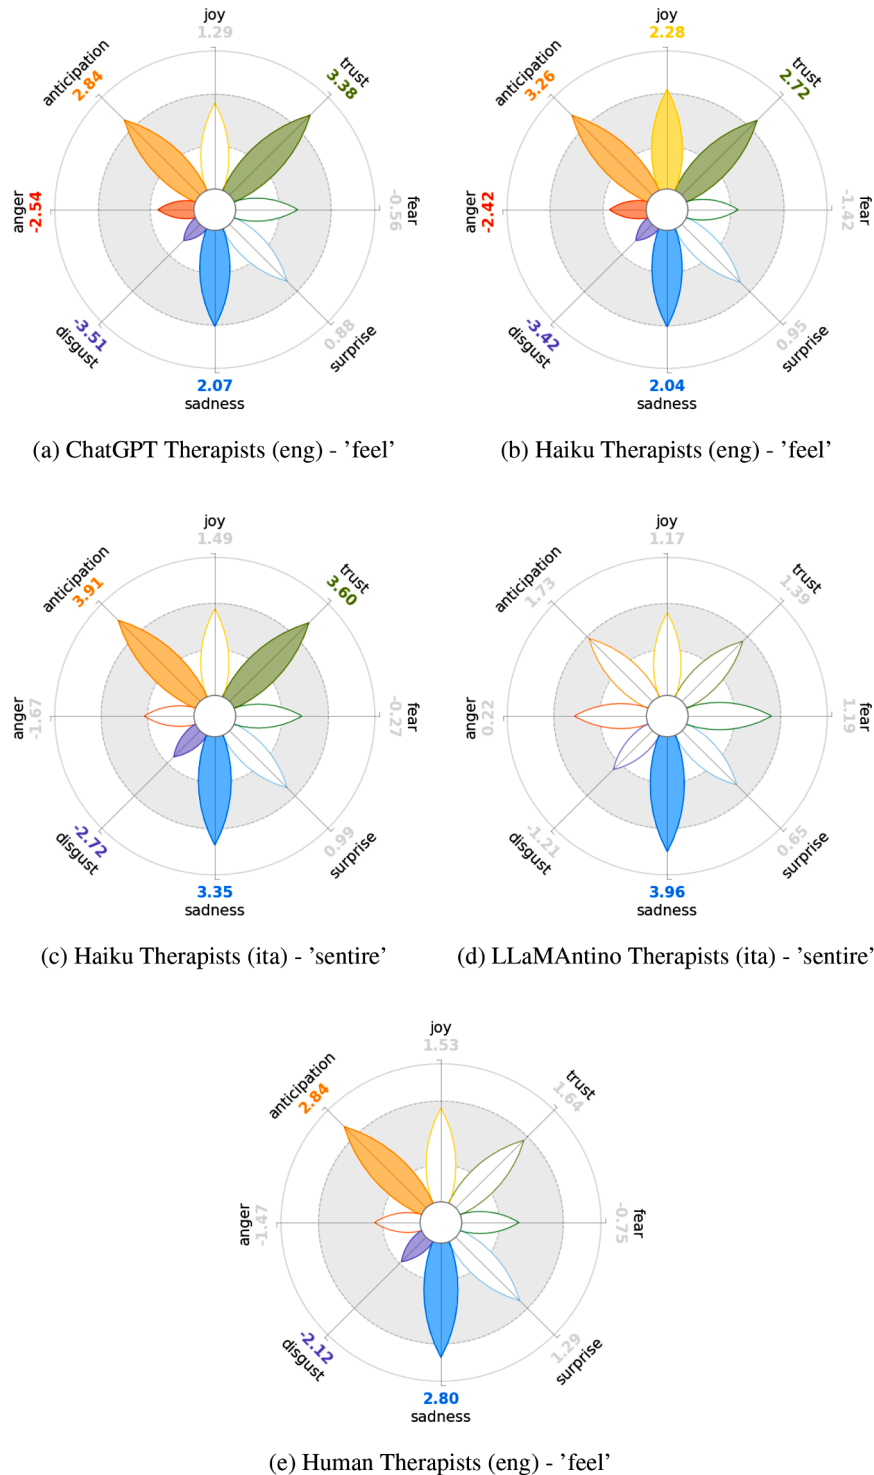 joy
1.29
anticipation
2.84
trust
3.38
anger
-2.54
fear
-0.56
disgust
-3.51
surprise
0.88
2.07
sadness
(a) ChatGPT Therapists (eng) - ’feel’
joy
2.28
anticipation
3.26
trust
2.72
anger
-2.42
fear
-1.42
disgust
-3.42
surprise
0.95
2.04
sadness
(b) Haiku Therapists (eng) - ’feel’
joy
1.49
anticipation
3.91
trust
3.60
anger
-1.67
fear
-0.27
disgust
-2.72
surprise
0.99
3.35
sadness
(c) Haiku Therapists (ita) - ’sentire’
joy
1.17
anticipation
1.73
trust
1.39
anger
0.22
fear
1.19
disgust
-1.21
surprise
0.65
3.96
sadness
(d) LLaMAntino Therapists (ita) - ’sentire’
joy
1.53
anticipation
2.84
trust
1.64
anger
-1.47
fear
-0.75
disgust
-2.12
surprise
1.29
2.80
sadness
(e) Human Therapists (eng) - ’feel’